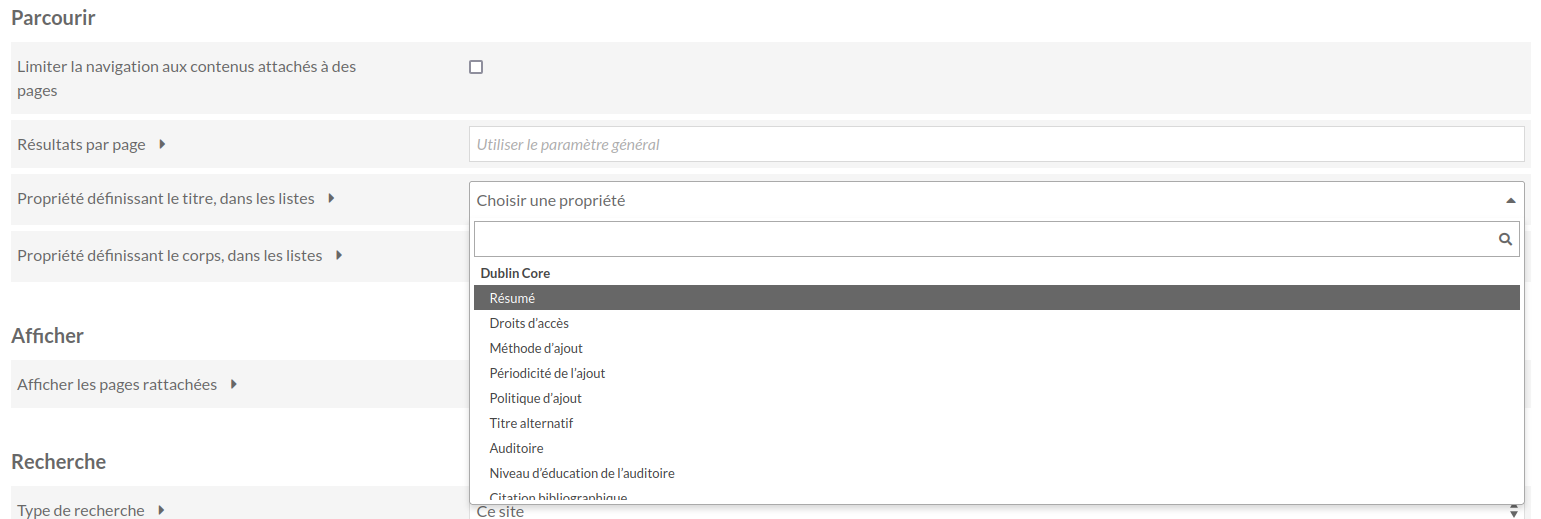 Parcourir
Limiter la navigation aux contenus attachés à des
pages
Résultats par page
Utiliser le paramètre général
Propriété définissant le titre, dans les listes
Choisir une propriété
Propriété définissant le corps, dans les listes
Dublin Core
Résumé
Droits d’accès
Méthode d’ajout
Périodicité de l’ajout
Politique d’ajout
Titre alternatif
Auditoire
Niveau d’éducation de l’auditoire
Citation bibliographique
Afficher
Afficher les pages rattachées
Recherche
Type de recherche
Ce site